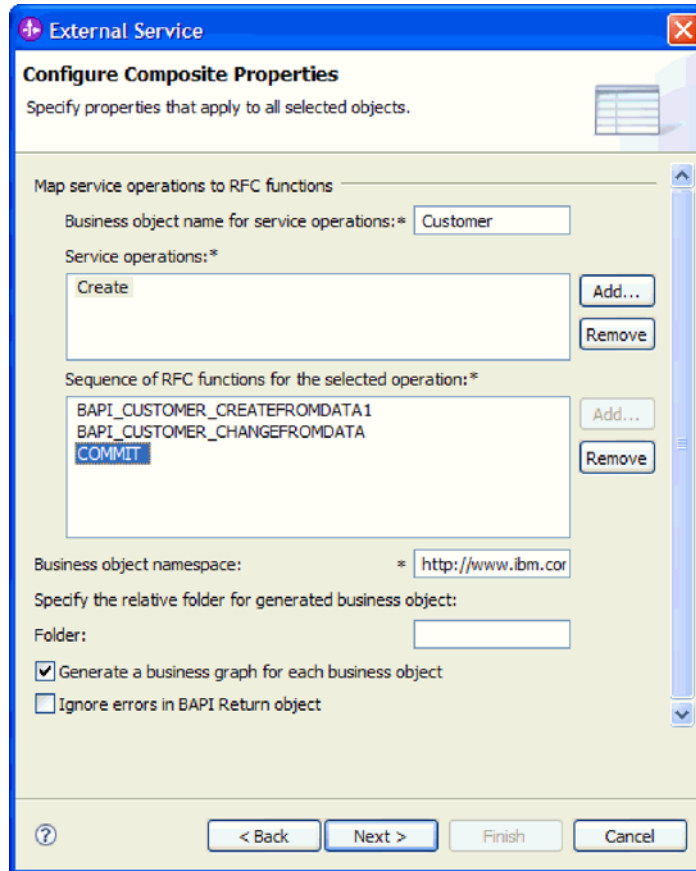 External Service
Configure Composite Properties
Specify properties that apply to all selected objects.
Map service operations to RFC functions
Business object name for service operations:* Customer
Service operations:*
Create
Add...
Remove
Sequence of RFC functions for the selected operation:*
BAPI_CUSTOMER_CREATEFROMDATA1
Add...
BAPI_CUSTOMER_CHANGEFROMDATA
COMMIT
Remove
Business object namespace: * http://www.ibm.cor
Specify the relative folder for generated business object:
Folder:
Generate a business graph for each business object
Ignore errors in BAPI Return object
? < Back Next > Finish Cancel